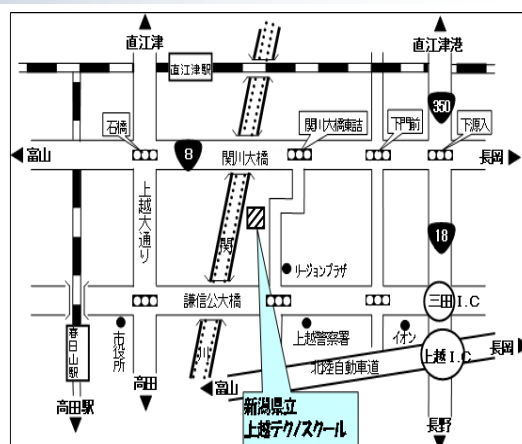 直江津
直江津港
直江津駅
350
石橋
関川大橋東詰
下門前
下源入
富山
8
関川大橋
長岡
上越大通り
関
18
リージョンプラザ
謙信公大橋
三田I.C
川
春日山駅
市役所
上越警察署
イオン
上越I.C
長岡
北陸自動車道
富山
高田駅
高田
新潟県立
上越テクノスクール
長野